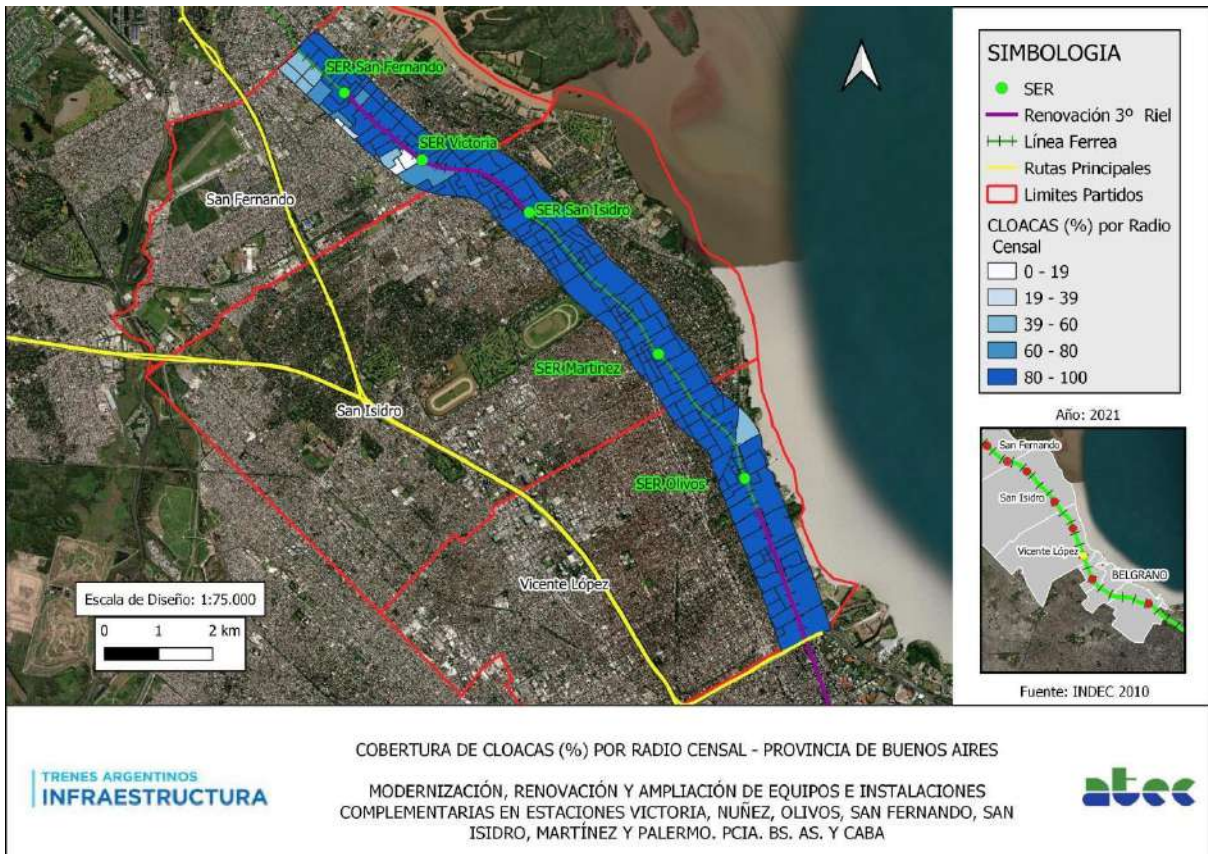 SER San Fernando
SER Victoria
San Fernando
SER San Isidro
SER Martínez
San Isidro
SER Olivos
Vicente López
Escala de Diseño: 1:75.000
0 1 2 km
SIMBOLOGIA
SER
Renovación 3º Riel
Línea Ferrea
Rutas Principales
Limites Partidos
CLOACAS (%) por Radio
Censal
0 - 19
19 - 39
39 - 60
60 - 80
80 - 100
Año: 2021
San Fernando
San Isidro
Vicente López
BELGRANO
Fuente: INDEC 2010
TRENES ARGENTINOS
INFRAESTRUCTURA
COBERTURA DE CLOACAS (%) POR RADIO CENSAL - PROVINCIA DE BUENOS AIRES
MODERNIZACIÓN, RENOVACIÓN Y AMPLIACIÓN DE EQUIPOS E INSTALACIONES
COMPLEMENTARIAS EN ESTACIONES VICTORIA, NUÑEZ, OLIVOS, SAN FERNANDO, SAN
ISIDRO, MARTÍNEZ Y PALERMO. PCIA. BS. AS. Y CABA
atec